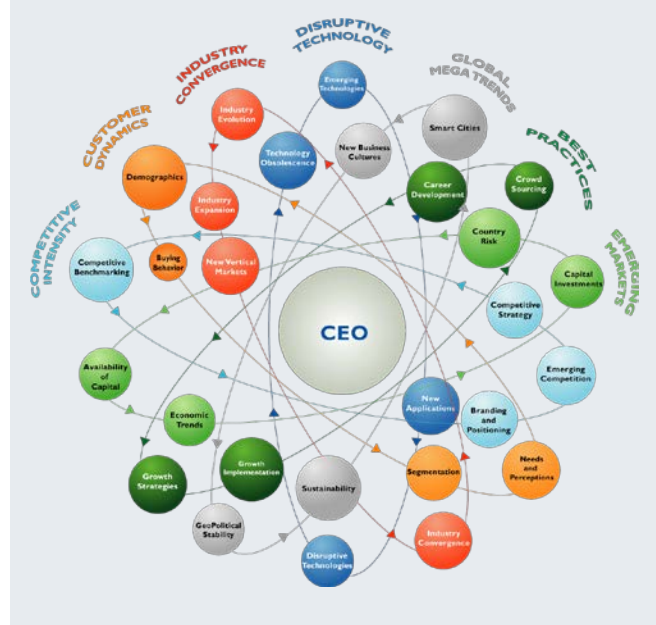 DISRUPTIVE
TECHNOLOGY
INDUSTRY
CONVERGENCE
GLOBAL
MEGA TRENDS
CUSTOMER
DYNAMICS
BEST
PRACTICES
COMPETITIVE
INTENSITY
EMERGING
MARKETS
Emerging
Technologies
Industry
Evolution
Smart Cities
Technology
Obsolescence
New Business
Cultures
Demographics
Career
Development
Crowd
Sourcing
Industry
Expansion
Country
Risk
Competitive
Benchmarking
Buying
Behavior
New Vertical
Markets
Capital
Investments
Competitive
Strategy
CEO
Availability
of
Capital
Emerging
Competition
Economic
Trends
New
Applications
Branding
and
Positioning
Growth
Strategies
Growth
Implementation
Sustainability
Segmentation
Needs
and
Perceptions
GeoPolitical
Stability
Disruptive
Technologies
Industry
Convergence